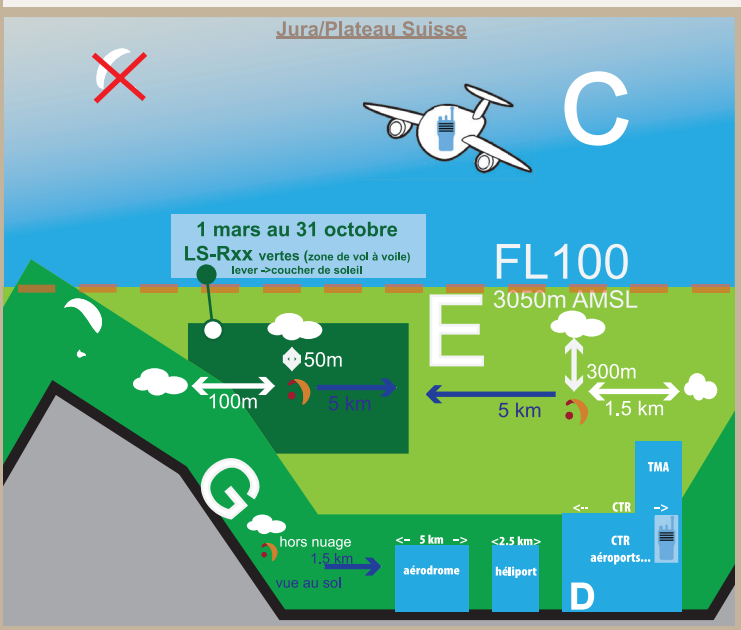 Jura/Plateau Suisse
C
1 mars au 31 octobre
LS-Rxx vertes (zone de vol à voile)
lever ->coucher de soleil
FL100
3050m AMSL
E
50m
100m
5 km
300m
5 km
1.5 km
G
TMA
<-- CTR ->
hors nuage
1.5 km
vue au sol
<- 5 km ->
aérodrome
<2.5 km>
héliport
CTR
aéroports...
D